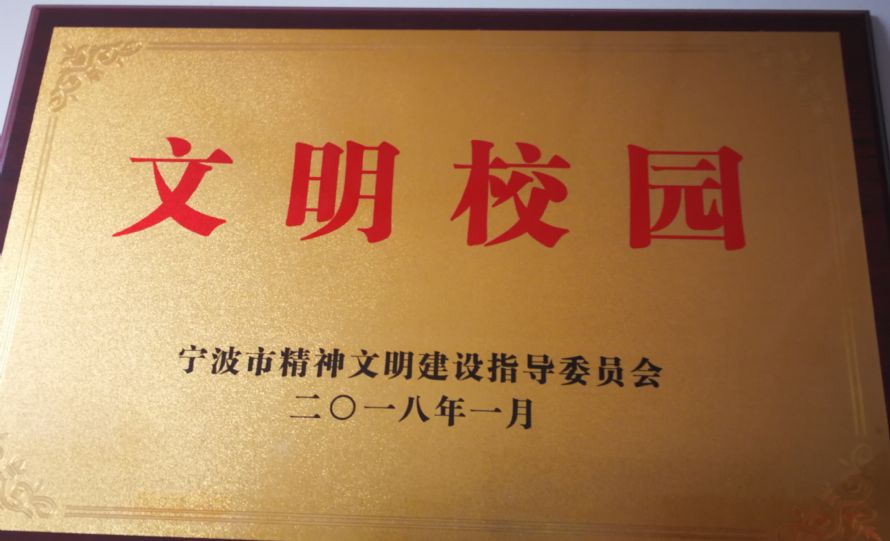 文明校园
宁波市精神文明建设指导委员会
二〇一八年一月